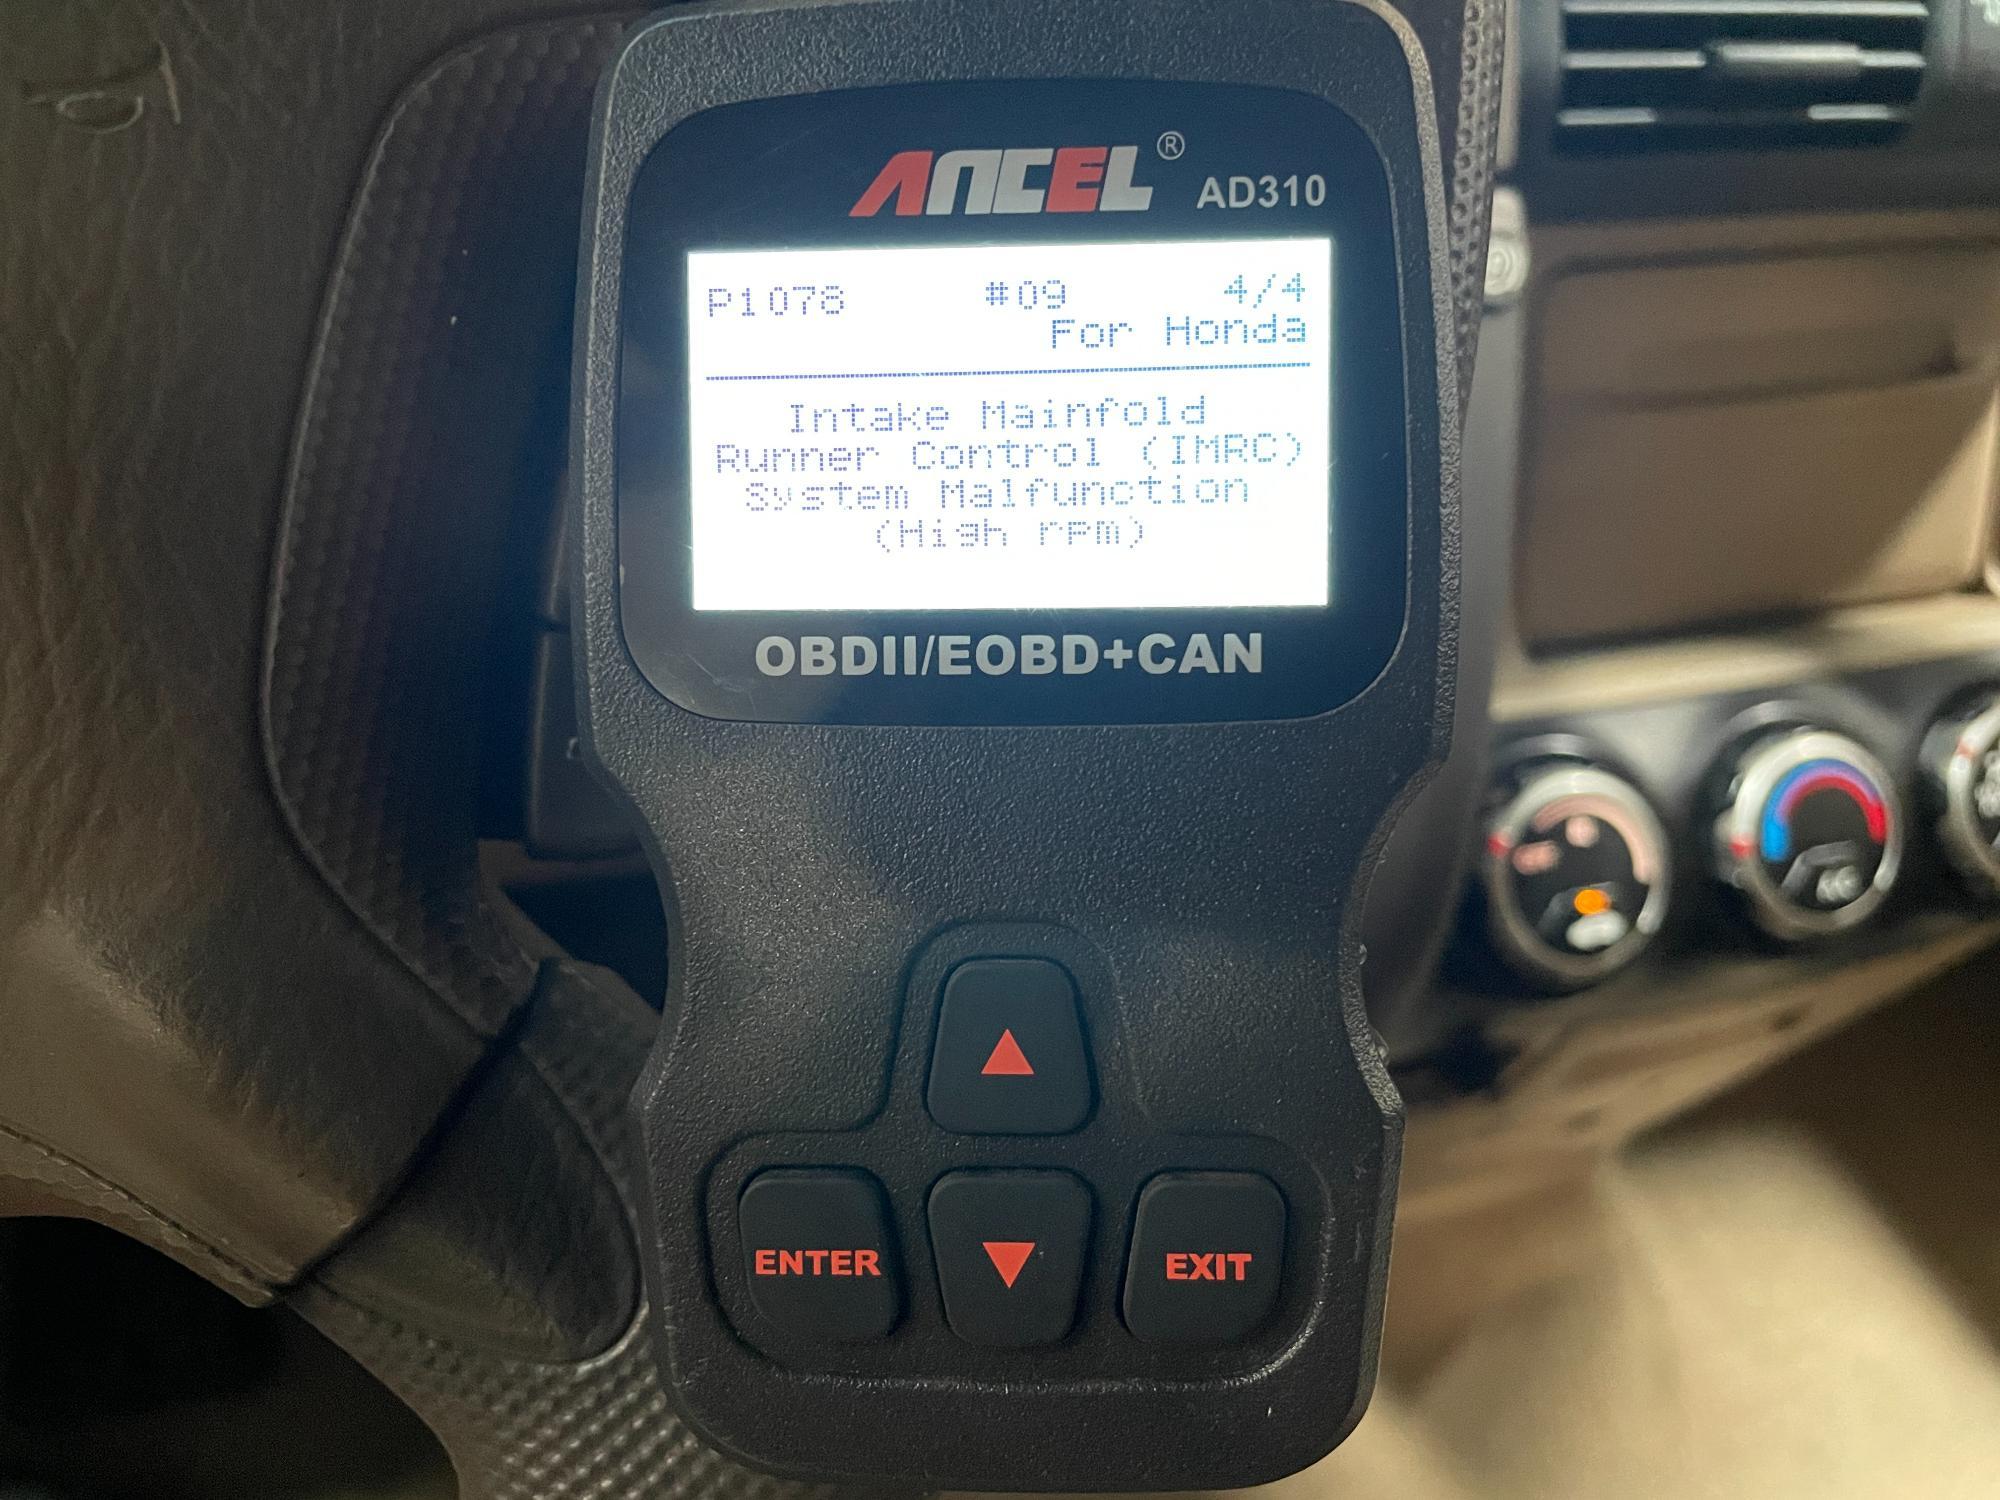 ANCEL® AD310
P1078 #09 4/4
For Honda
Intake Mainfold
Runner Control (IMRC)
System Malfunction
(High rpm)
OBDII/EOBD+CAN
ENTER
EXIT